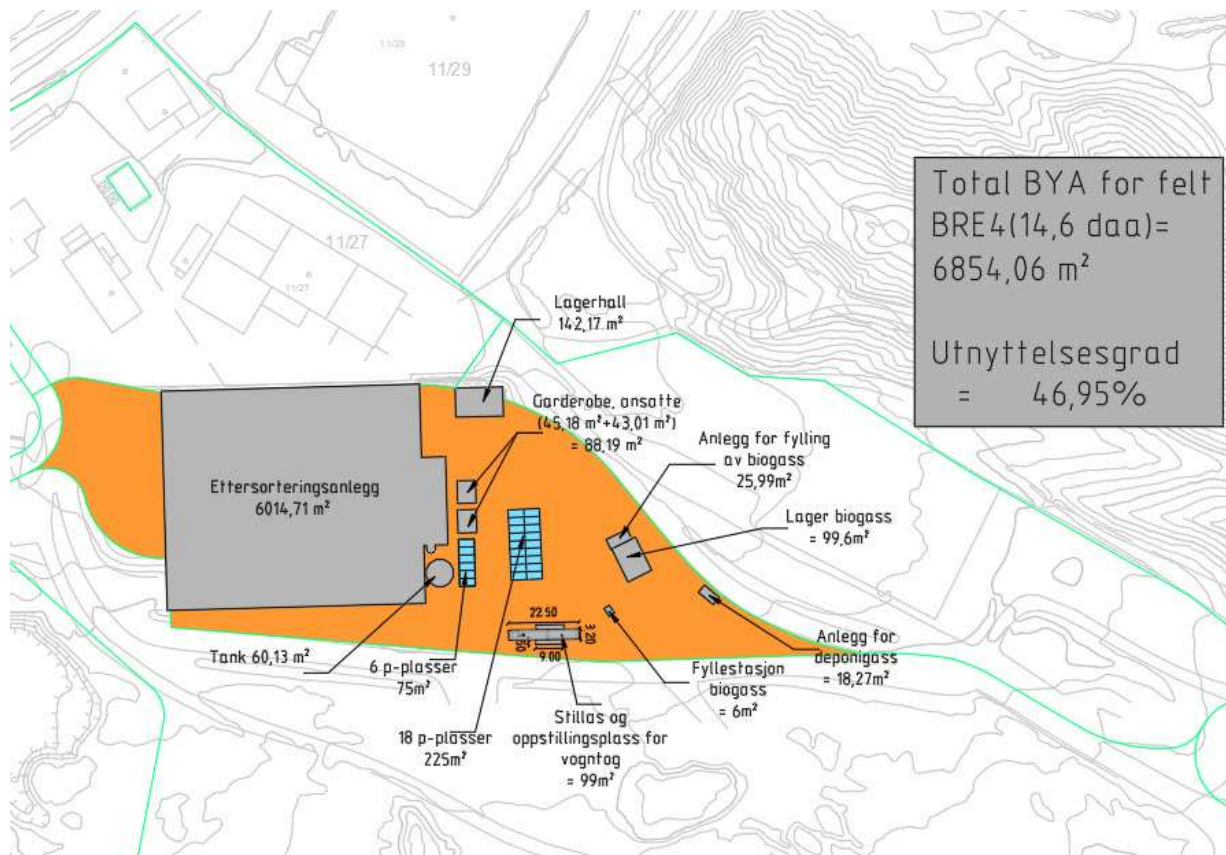 11/28
11/29
11/27
11/27
Total BYA for felt
BRE4(14,6 daa)=
6854,06 m²
Utnyttelsesgrad
= 46,95%
Lagerhall
142,17 m²
Garderobe, ansatte
(45,18 m²+43,01 m²)
= 88,19 m²
Anlegg for fylling
av biogass
25,99m²
Ettersorteringsanlegg
6014,71 m²
Lager biogass
= 99,6m²
22.50
3.20
9.00
Tank 60,13 m²
6 p-plasser
75m²
18 p-plasser
225m²
Stillas og
oppstillingsplass for
vogntog
= 99m²
Fyllestasjon
biogass
= 6m²
Anlegg for
deponigass
= 18,27m²